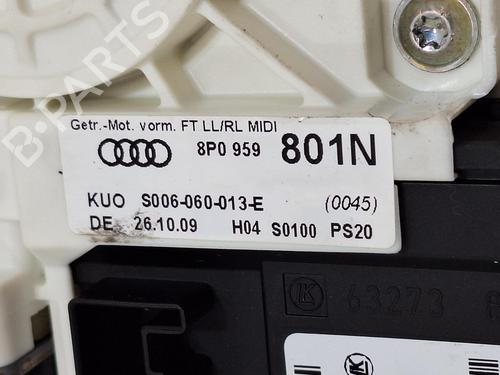 B-PARTS
Getr.-Mot. vorm. FT LL/RL MIDI
8P0 959 801N
KUO S006-060-013-E (0045)
DE 26.10.09 H04 S0100 PS20
LK 63273